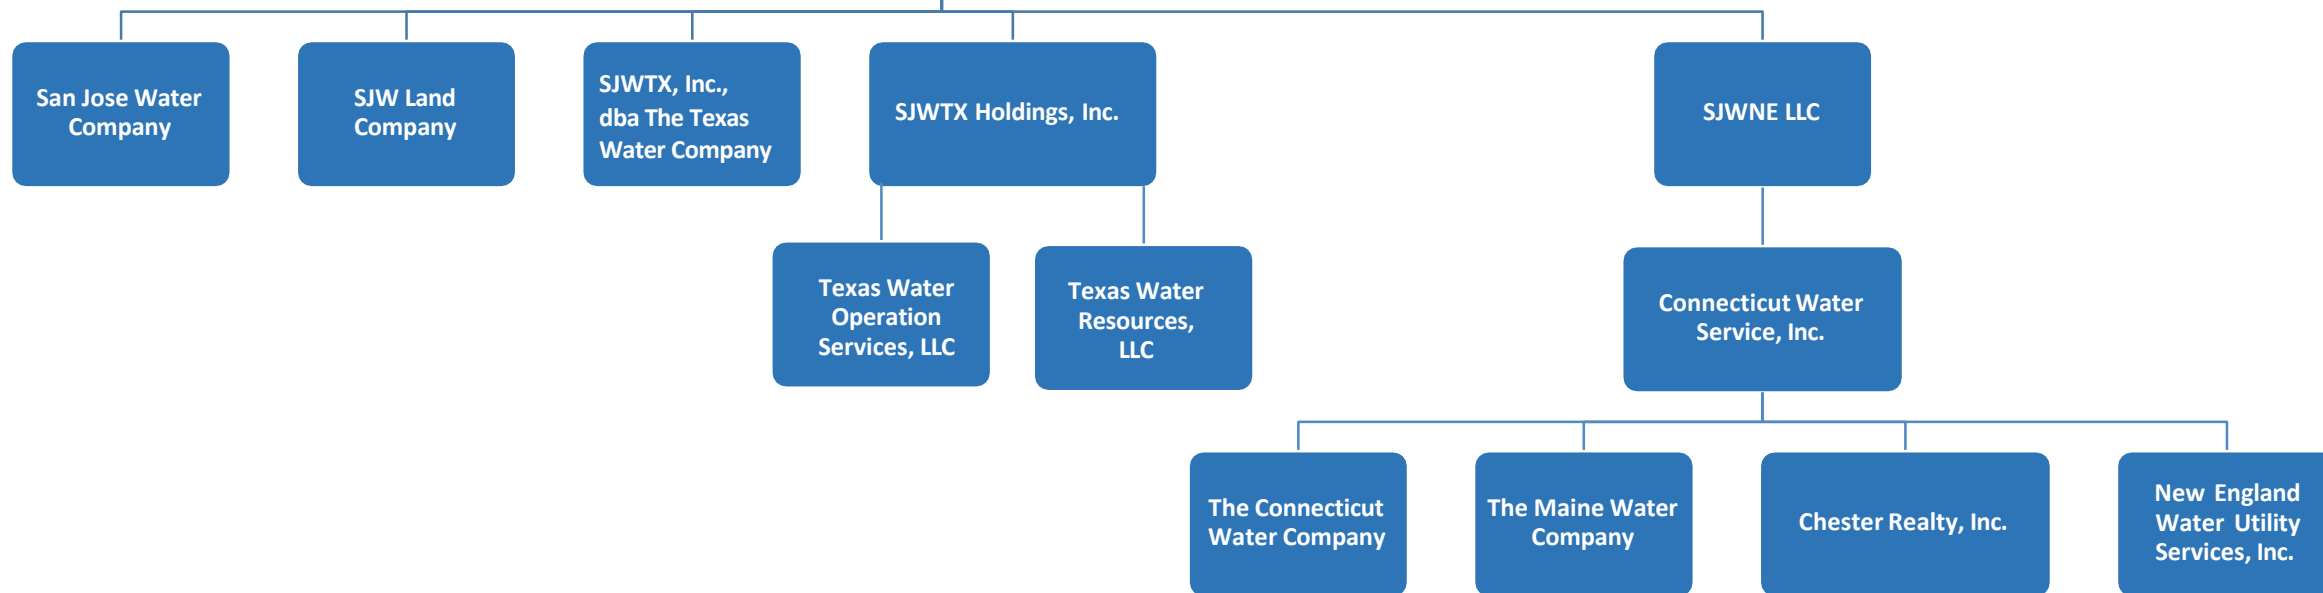 San Jose Water
Company
SJW Land
Company
SJWTX, Inc.,
dba The Texas
Water Company
SJWTX Holdings, Inc.
SJWNE LLC
Texas Water
Operation
Services, LLC
Texas Water
Resources,
LLC
Connecticut Water
Service, Inc.
The Connecticut
Water Company
The Maine Water
Company
Chester Realty, Inc.
New England
Water Utility
Services, Inc.